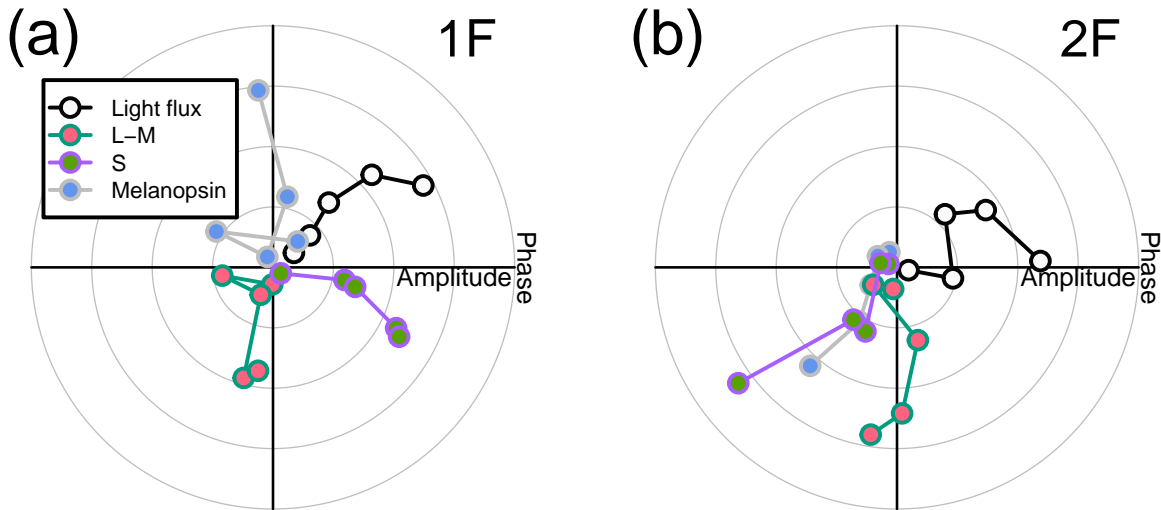 (a) 1F
Light flux
L−M
S
Melanopsin
Amplitude
Phase
(b) 2F
Amplitude
Phase